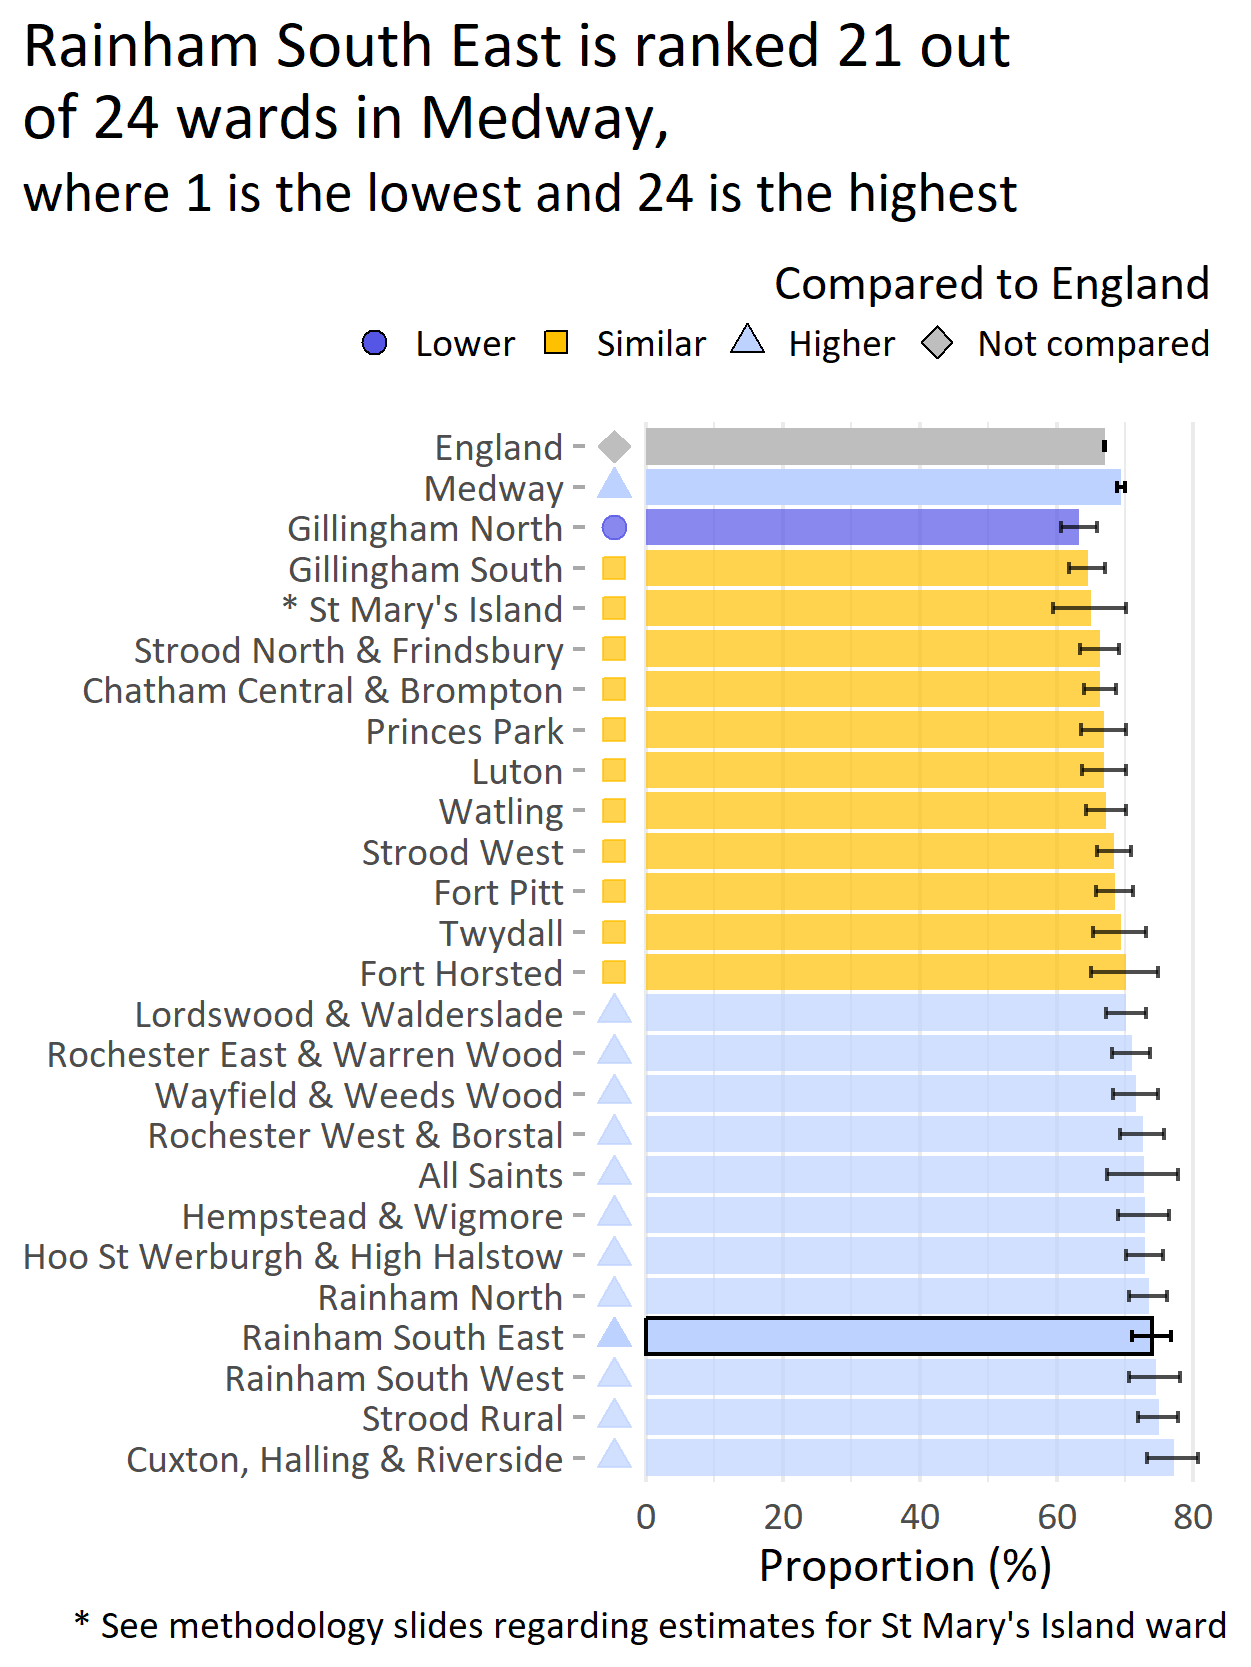 Rainham South East is ranked 21 out
of 24 wards in Medway,
where 1 is the lowest and 24 is the highest
Compared to England
Lower Similar Higher Not compared
England
Medway
Gillingham North
Gillingham South
* St Mary's Island
Strood North & Frindsbury
Chatham Central & Brompton
Princes Park
Luton
Watling
Strood West
Fort Pitt
Twydall
Fort Horsted
Lordswood & Walderslade
Rochester East & Warren Wood
Wayfield & Weeds Wood
Rochester West & Borstal
All Saints
Hempstead & Wigmore
Hoo St Werburgh & High Halstow
Rainham North
Rainham South East
Rainham South West
Strood Rural
Cuxton, Halling & Riverside
0 20 40 60 80
Proportion (%)
* See methodology slides regarding estimates for St Mary's Island ward